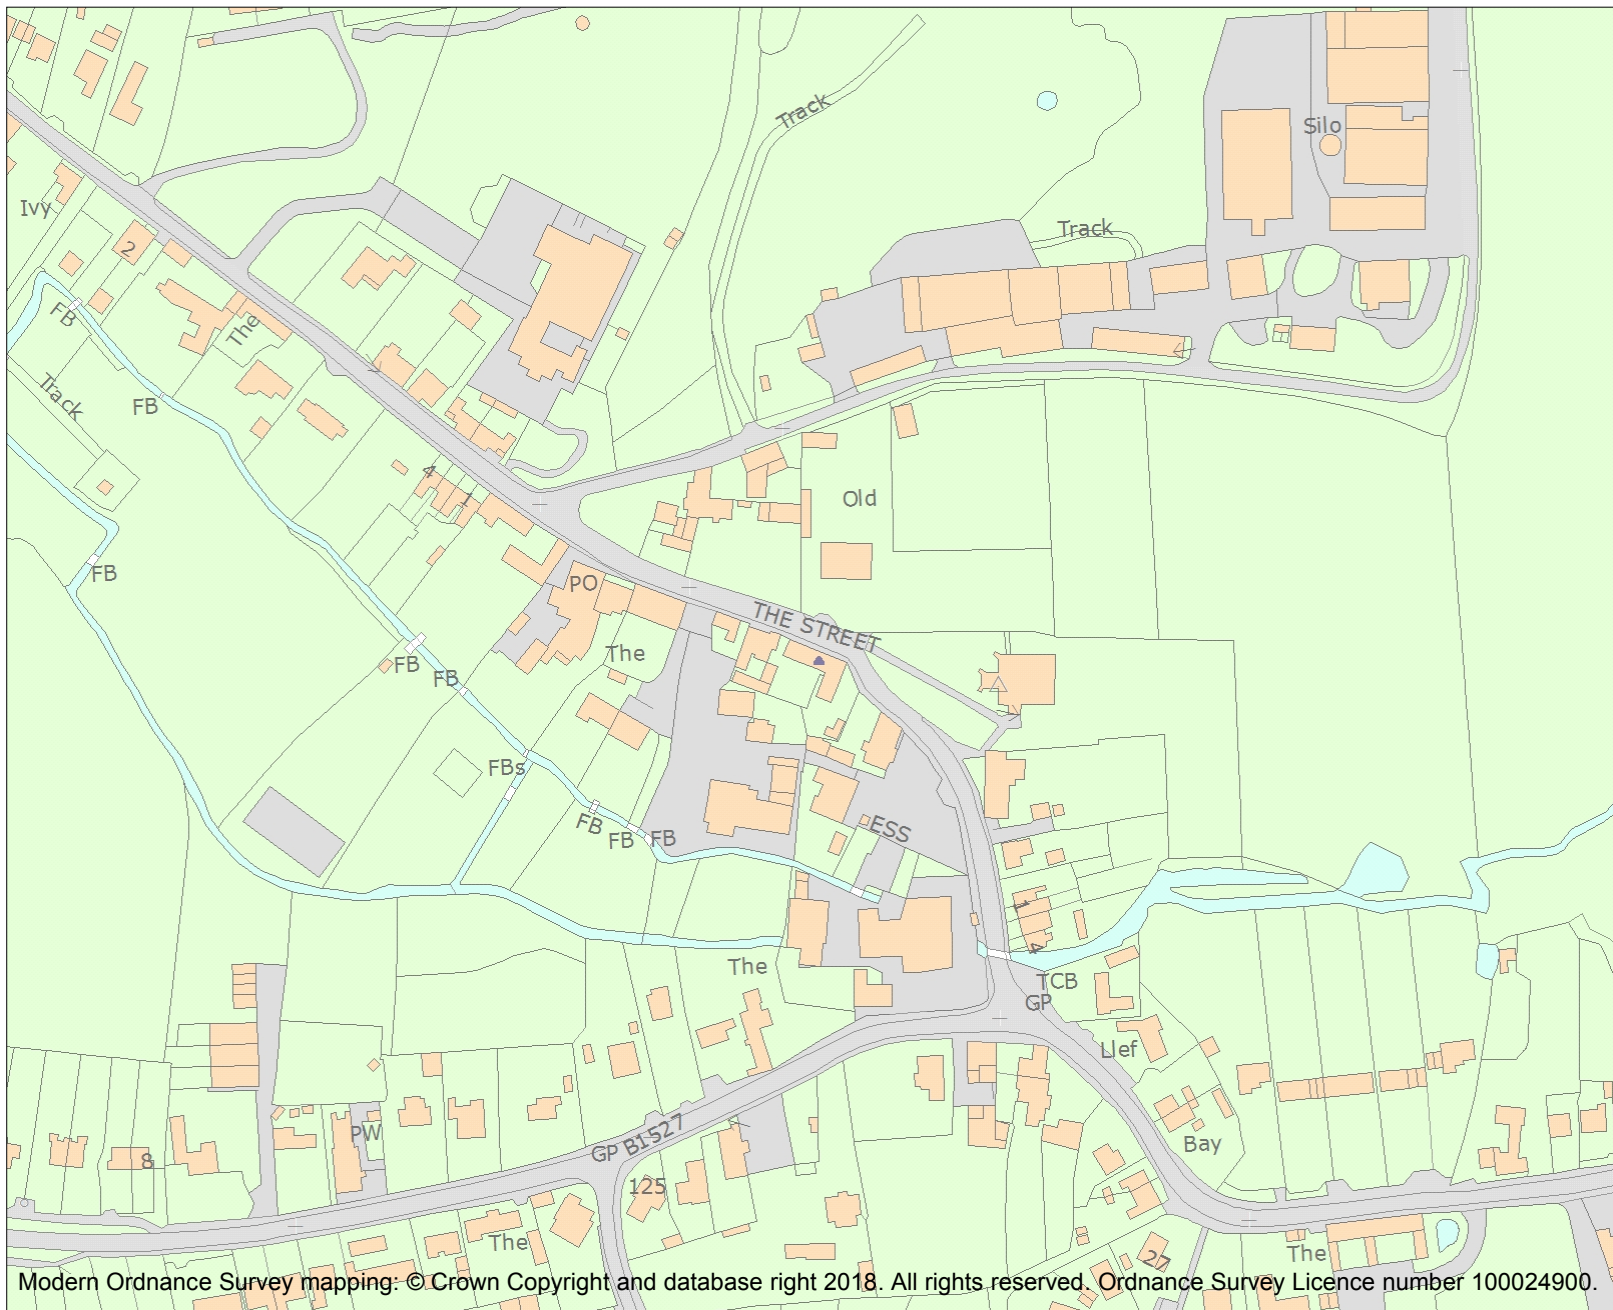 Track
Silo
Ivy
Track
2
FB
The
Track
FB
4
1
Old
FB
PO
THE STREET
The
FB
FB
FBs
FB
FB
FB
ESS
1
4
The
TCB
GP
Llef
PW
GP B1527
Bay
8
125
The
27
The
Modern Ordnance Survey mapping: © Crown Copyright and database right 2018. All rights reserved. Ordnance Survey Licence number 100024900.